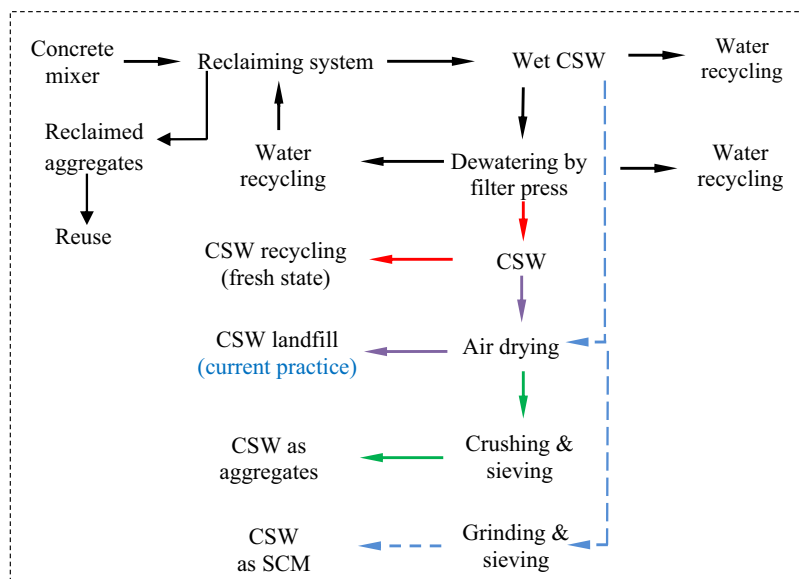 Concrete
mixer
Reclaiming system
Wet CSW
Water
recycling
Reclaimed
aggregates
Water
recycling
Dewatering by
filter press
Water
recycling
Reuse
CSW recycling
(fresh state)
CSW
CSW landfill
(current practice)
Air drying
CSW as
aggregates
Crushing &
sieving
CSW
as SCM
Grinding &
sieving